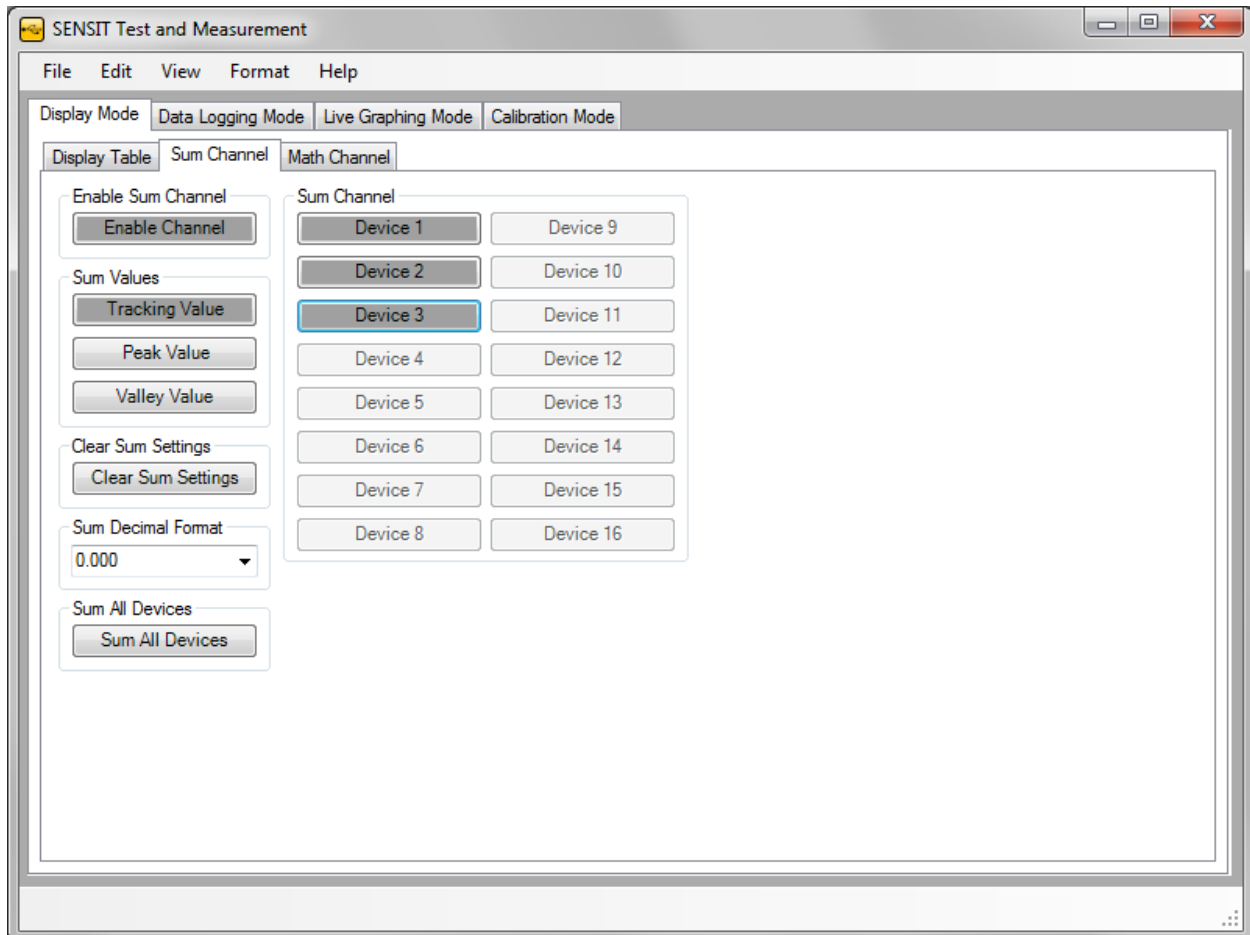 SENSIT Test and Measurement
File Edit View Format Help
Display Mode Data Logging Mode Live Graphing Mode Calibration Mode
Display Table Sum Channel Math Channel
Enable Sum Channel
Enable Channel
Sum Values
Tracking Value
Peak Value
Valley Value
Clear Sum Settings
Clear Sum Settings
Sum Decimal Format
0.000
Sum All Devices
Sum All Devices
Sum Channel
Device 1 Device 9
Device 2 Device 10
Device 3 Device 11
Device 4 Device 12
Device 5 Device 13
Device 6 Device 14
Device 7 Device 15
Device 8 Device 16